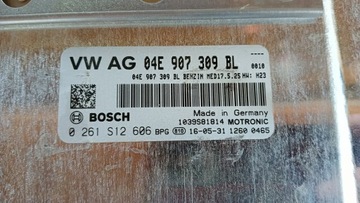 VW AG 04E 907 309 BL 0010
04E 907 309 BL BENZIN MED17.5.25 HW: H23
BOSCH
Made in Germany
1039S81814 MOTRONIC
0 261 S12 606 BPG 16-05-31 1260 0465